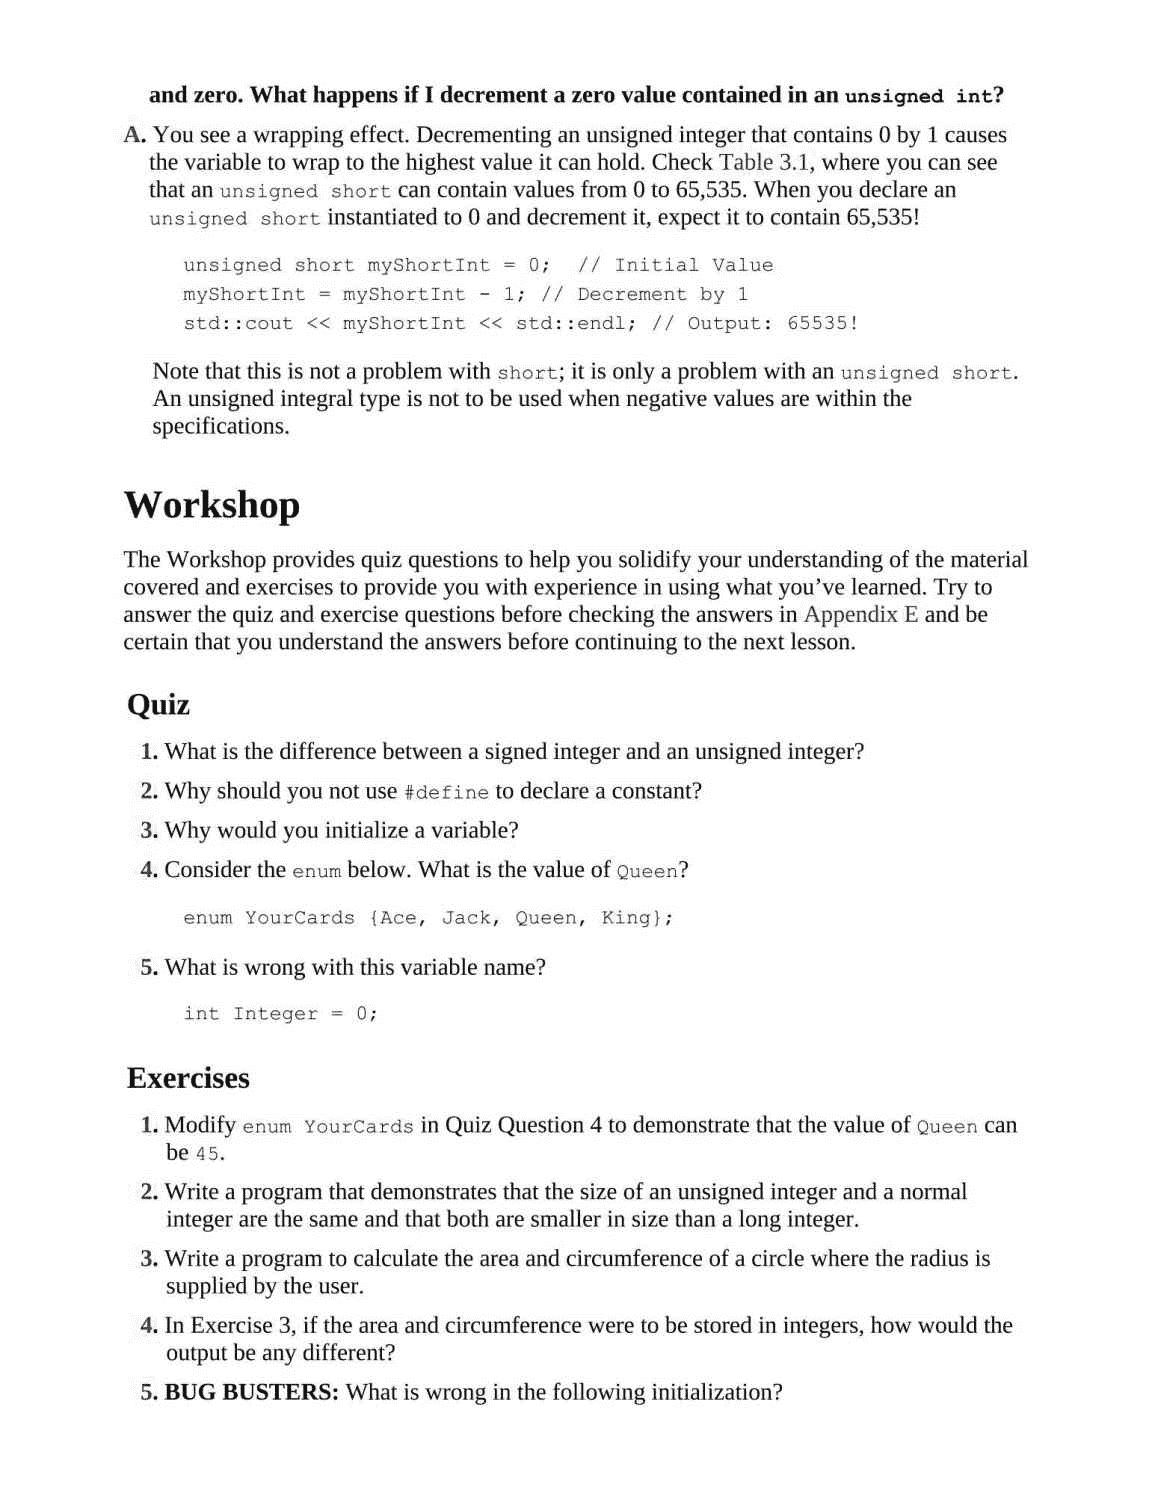 and zero. What happens if I decrement a zero value contained in an unsigned int?
A. You see a wrapping effect. Decrementing an unsigned integer that contains 0 by 1 causes
the variable to wrap to the highest value it can hold. Check Table 3.1, where you can see
that an unsigned short can contain values from 0 to 65,535. When you declare an
unsigned short instantiated to 0 and decrement it, expect it to contain 65,535!
unsigned short myShortInt = 0;  // Initial Value
myShortInt = myShortInt - 1; // Decrement by 1
std::cout << myShortInt << std::endl; // Output: 65535!
Note that this is not a problem with short; it is only a problem with an unsigned short.
An unsigned integral type is not to be used when negative values are within the
specifications.
Workshop
The Workshop provides quiz questions to help you solidify your understanding of the material
covered and exercises to provide you with experience in using what you’ve learned. Try to
answer the quiz and exercise questions before checking the answers in Appendix E and be
certain that you understand the answers before continuing to the next lesson.
Quiz
1. What is the difference between a signed integer and an unsigned integer?
2. Why should you not use #define to declare a constant?
3. Why would you initialize a variable?
4. Consider the enum below. What is the value of Queen?
enum YourCards {Ace, Jack, Queen, King};
5. What is wrong with this variable name?
int Integer = 0;
Exercises
1. Modify enum YourCards in Quiz Question 4 to demonstrate that the value of Queen can
be 45.
2. Write a program that demonstrates that the size of an unsigned integer and a normal
integer are the same and that both are smaller in size than a long integer.
3. Write a program to calculate the area and circumference of a circle where the radius is
supplied by the user.
4. In Exercise 3, if the area and circumference were to be stored in integers, how would the
output be any different?
5. BUG BUSTERS: What is wrong in the following initialization?